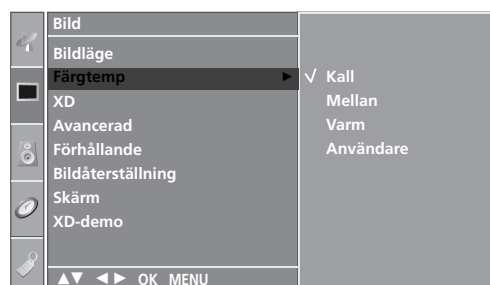 Bild
Bildläge
Färgtemp ► √ Kall
XD Mellan
Avancerad Varm
Förhållande Användare
Bildåterställning
Skärm
XD-demo
▲▼ ◄► OK MENU